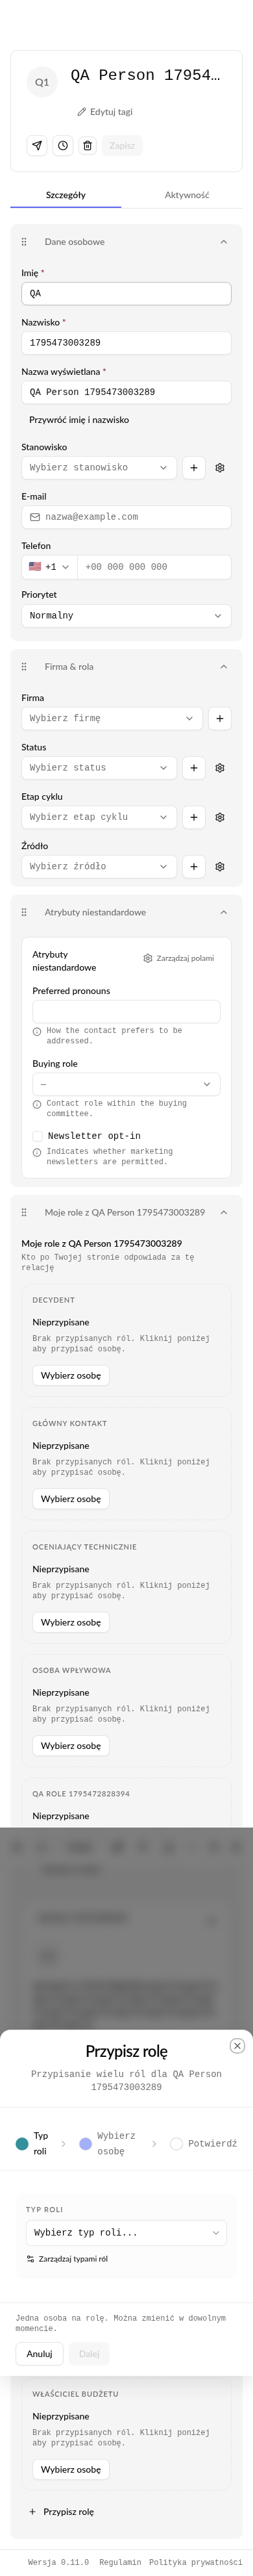 Q1
QA Person 17954…
Edytuj tagi
Zapisz
Szczegóły
Aktywność
Dane osobowe
Imię *
QA
Nazwisko *
1795473003289
Nazwa wyświetlana *
QA Person 1795473003289
Przywróć imię i nazwisko
Stanowisko
Wybierz stanowisko
E-mail
nazwa@example.com
Telefon
+1
+00 000 000 000
Priorytet
Normalny
Firma & rola
Firma
Wybierz firmę
Status
Wybierz status
Etap cyklu
Wybierz etap cyklu
Źródło
Wybierz źródło
Atrybuty niestandardowe
Atrybuty
niestandardowe
Zarządzaj polami
Preferred pronouns
How the contact prefers to be
addressed.
Buying role
—
Contact role within the buying
committee.
Newsletter opt-in
Indicates whether marketing
newsletters are permitted.
Moje role z QA Person 1795473003289
Moje role z QA Person 1795473003289
Kto po Twojej stronie odpowiada za tę
relację
DECYDENT
Nieprzypisane
Brak przypisanych ról. Kliknij poniżej
aby przypisać osobę.
Wybierz osobę
GŁÓWNY KONTAKT
Nieprzypisane
Brak przypisanych ról. Kliknij poniżej
aby przypisać osobę.
Wybierz osobę
OCENIAJĄCY TECHNICZNIE
Nieprzypisane
Brak przypisanych ról. Kliknij poniżej
aby przypisać osobę.
Wybierz osobę
OSOBA WPŁYWOWA
Nieprzypisane
Brak przypisanych ról. Kliknij poniżej
aby przypisać osobę.
Wybierz osobę
QA ROLE 1795472828394
Nieprzypisane
Przypisz rolę
Przypisanie wielu ról dla QA Person
1795473003289
Typ
roli
Wybierz
osobę
Potwierdź
TYP ROLI
Wybierz typ roli...
Zarządzaj typami ról
Jedna osoba na rolę. Można zmienić w dowolnym
momencie.
Anuluj
Dalej
WŁAŚCICIEL BUDŻETU
Nieprzypisane
Brak przypisanych ról. Kliknij poniżej
aby przypisać osobę.
Wybierz osobę
Przypisz rolę
Wersja 0.11.0
Regulamin
Polityka prywatności